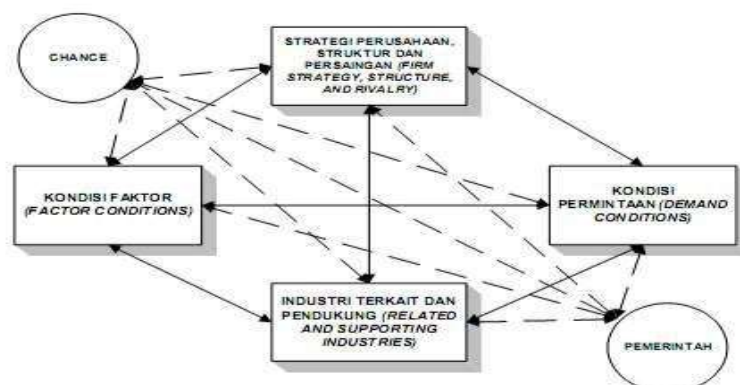 CHANCE
STRATEGI PERUSAHAAN,
STRUKTUR DAN
PERSAINGAN (FIRM
STRATEGY, STRUCTURE,
AND RIVALRY)
KONDISI FAKTOR
(FACTOR CONDITIONS)
KONDISI
PERMINTAAN (DEMAND
CONDITIONS)
INDUSTRI TERKAIT DAN
PENDUKUNG (RELATED
AND SUPPORTING
INDUSTRIES)
PEMERINTAH